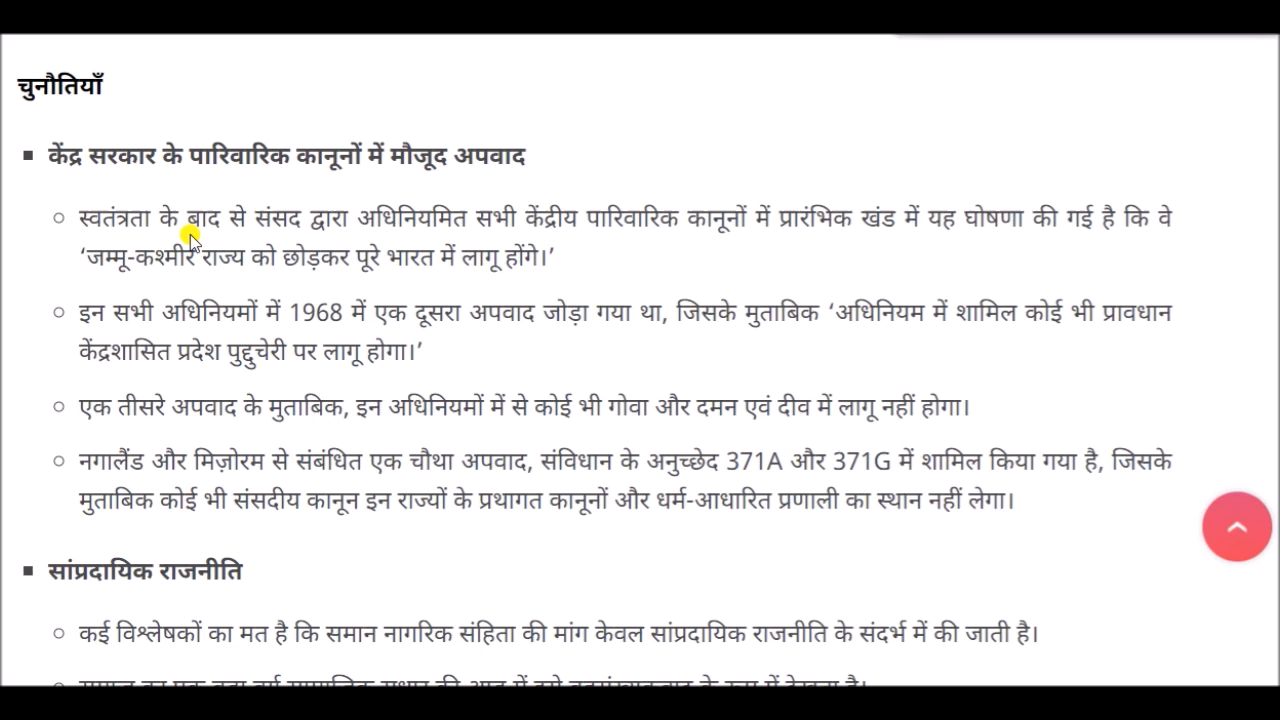 चुनौतियाँ
केंद्र सरकार के पारिवारिक कानूनों में मौजूद अपवाद
स्वतंत्रता के बाद से संसद द्वारा अधिनियमित सभी केंद्रीय पारिवारिक कानूनों में प्रारंभिक खंड में यह घोषणा की गई है कि वे
‘जम्मू-कश्मीर राज्य को छोड़कर पूरे भारत में लागू होंगे।’
इन सभी अधिनियमों में 1968 में एक दूसरा अपवाद जोड़ा गया था, जिसके मुताबिक ‘अधिनियम में शामिल कोई भी प्रावधान
केंद्रशासित प्रदेश पुद्दुचेरी पर लागू होगा।’
एक तीसरे अपवाद के मुताबिक, इन अधिनियमों में से कोई भी गोवा और दमन एवं दीव में लागू नहीं होगा।
नगालैंड और मिज़ोरम से संबंधित एक चौथा अपवाद, संविधान के अनुच्छेद 371A और 371G में शामिल किया गया है, जिसके
मुताबिक कोई भी संसदीय कानून इन राज्यों के प्रथागत कानूनों और धर्म-आधारित प्रणाली का स्थान नहीं लेगा।
सांप्रदायिक राजनीति
कई विश्लेषकों का मत है कि समान नागरिक संहिता की मांग केवल सांप्रदायिक राजनीति के संदर्भ में की जाती है।